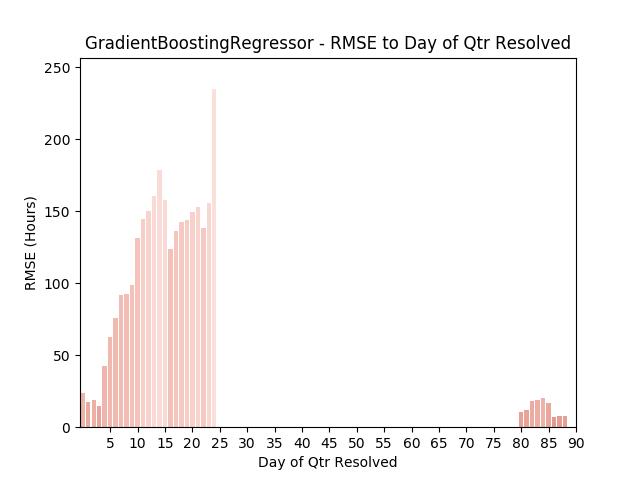 GradientBoostingRegressor - RMSE to Day of Qtr Resolved
250
200
150
100
50
0
RMSE (Hours)
5 10 15 20 25 30 35 40 45 50 55 60 65 70 75 80 85 90
Day of Qtr Resolved